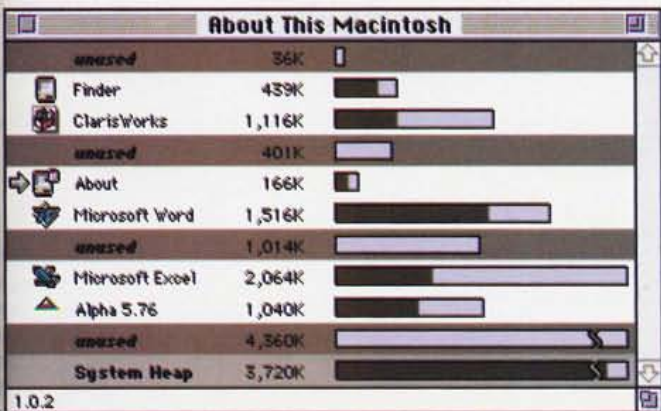 About This Macintosh
unused 36K
Finder 439K
ClarisWorks 1,116K
unused 401K
About 166K
Microsoft Word 1,516K
unused 1,014K
Microsoft Excel 2,064K
Alpha 5.76 1,040K
unused 4,360K
System Heap 3,720K
1.0.2